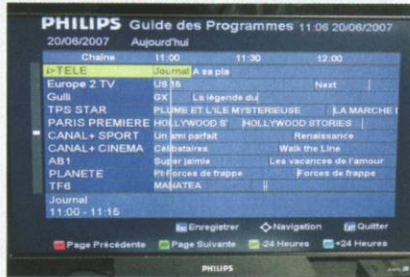 PHILIPS Guide des Programmes 11:06 20/06/2007
20/06/2007 Aujourd'hui
Chaîne 11:00 11:30 12:00
i>TELE Journal A sa pla
Europe 2 TV US 15 Next
Gulli GX La légende du
TPS STAR PLUME ET L'ILE MYSTERIEUSE LA MARCHE
PARIS PREMIERE HOLLYWOOD S' HOLLYWOOD STORIES
CANAL+ SPORT Un ami parfait Renaissance
CANAL+ CINEMA Célibataires Walk the Line
AB1 Super jaimie Les vacances de l'amour
PLANETE Forces de frappe Forces de frappe
TF6 MANATEA
Journal
11:00 - 11:15
Enregistrer Navigation Quitter
Page Précédente Page Suivante -24 Heures +24 Heures
PHILIPS